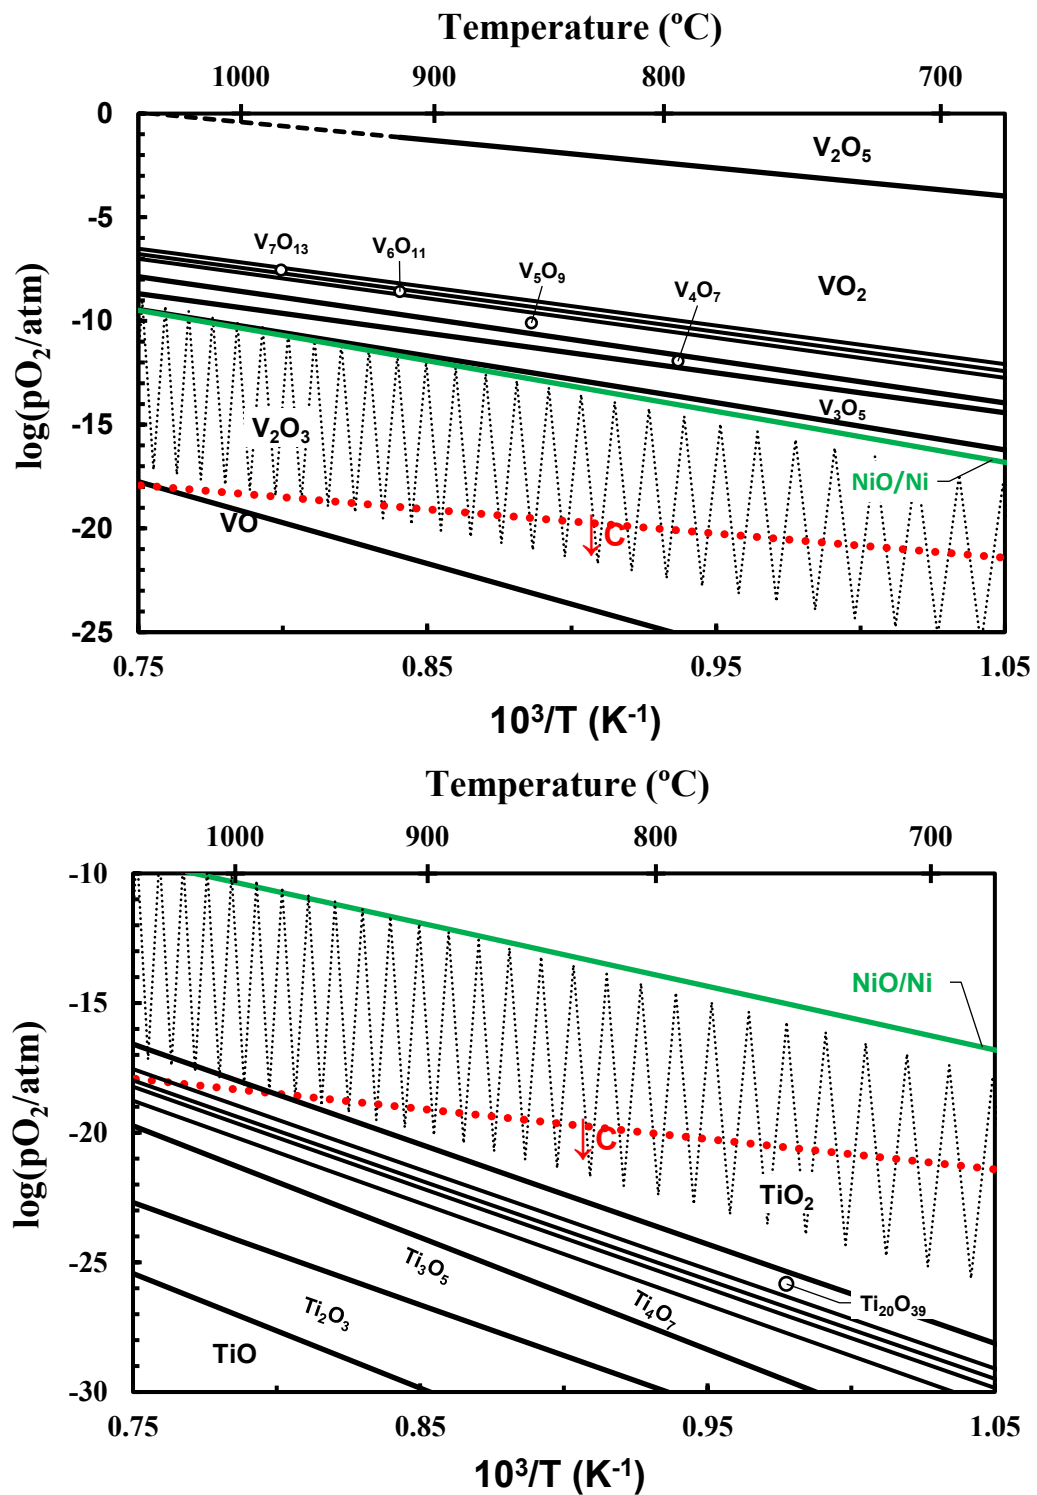 Temperature (ºC)
1000 900 800 700
0
V₂O₅
-5
V₇O₁₃ V₆O₁₁ V₅O₉ V₄O₇ VO₂
log(pO₂/atm)
-10
V₃O₅
-15
V₂O₃
NiO/Ni
-20
VO
C
-25
0.75 0.85 0.95 1.05
10³/T (K⁻¹)
Temperature (ºC)
1000 900 800 700
-10
NiO/Ni
-15
log(pO₂/atm)
-20
C
TiO₂
-25
Ti₃O₅
Ti₂O₃ Ti₄O₇ Ti₂₀O₃₉
TiO
-30
0.75 0.85 0.95 1.05
10³/T (K⁻¹)